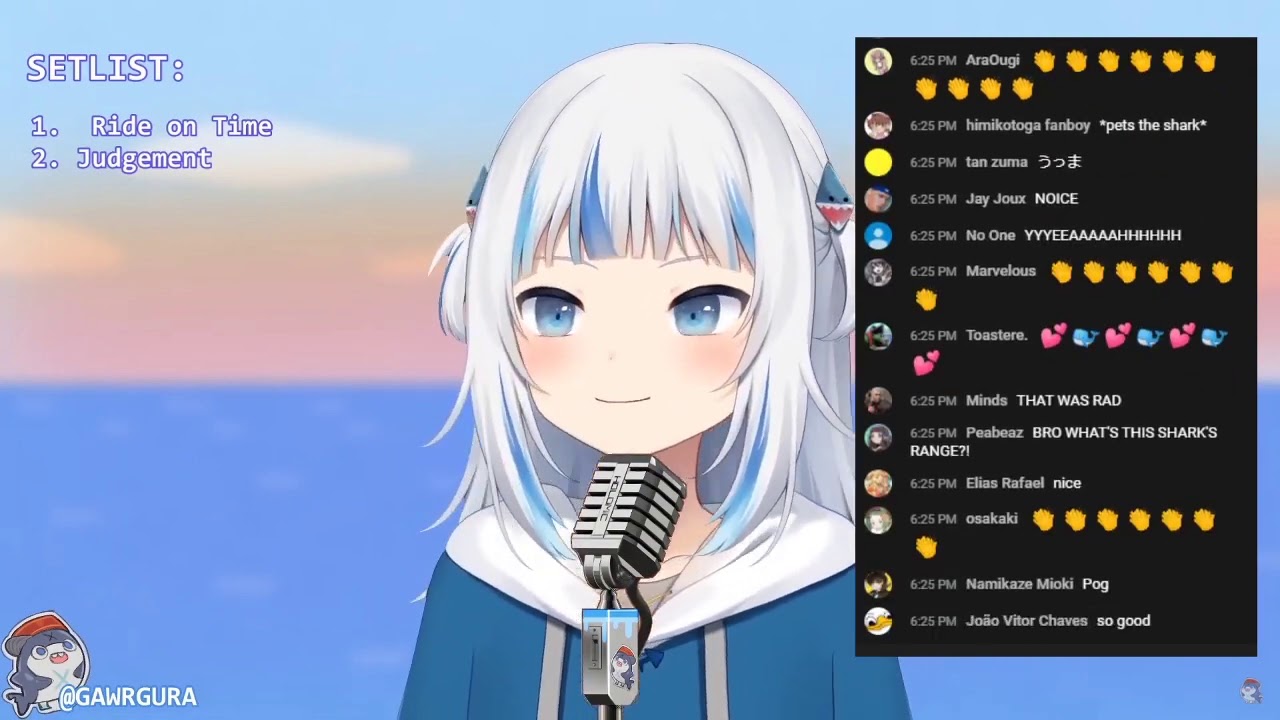 SETLIST:
1. Ride on Time
2. Judgement
6:25 PM AraOugi 👏👏👏👏👏👏
👏👏👏👏
6:25 PM himikotoga fanboy *pets the shark*
6:25 PM tan zuma うっま
6:25 PM Jay Joux NOICE
6:25 PM No One YYYEEAAAAAHHHHHH
6:25 PM Marvelous 👏👏👏👏👏👏
👏
6:25 PM Toastere. 💕🐳💕🐳💕🐳
💕
6:25 PM Minds THAT WAS RAD
6:25 PM Peabeaz BRO WHAT'S THIS SHARK'S
RANGE?!
6:25 PM Elias Rafael nice
6:25 PM osakaki 👏👏👏👏👏👏
👏
6:25 PM Namikaze Mioki Pog
6:25 PM João Vitor Chaves so good
@GAWRGURA